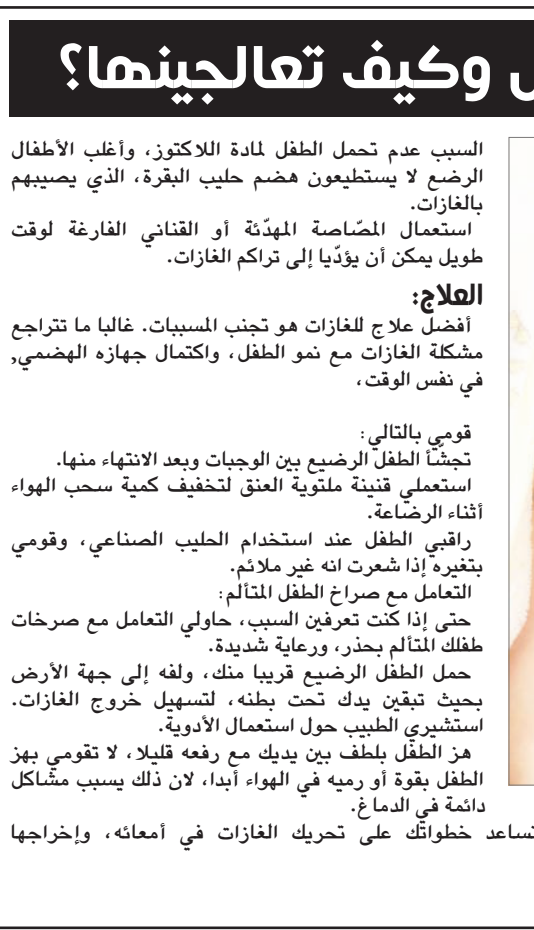 وكيف تعالجينها؟
السبب عدم تحمل الطفل لمادة اللاكتوز، وأغلب الأطفال
الرضع لا يستطيعون هضم حليب البقرة، الذي يصيبهم
بالغازات.
استعمال المصّاصة المهدّئة أو القناني الفارغة لوقت
طويل يمكن أن يؤدّيا إلى تراكم الغازات.
العلاج:
أفضل علاج للغازات هو تجنب المسببات. غالبا ما تتراجع
مشكلة الغازات مع نمو الطفل، واكتمال جهازه الهضمي,
في نفس الوقت،
قومي بالتالي:
تجشّأ الطفل الرضيع بين الوجبات وبعد الانتهاء منها.
استعملي قنينة ملتوية العنق لتخفيف كمية سحب الهواء
أثناء الرضاعة.
راقبي الطفل عند استخدام الحليب الصناعي، وقومي
بتغيره إذا شعرت انه غير ملائم.
التعامل مع صراخ الطفل المتألم:
حتى إذا كنت تعرفين السبب، حاولي التعامل مع صرخات
طفلك المتألم بحذر، ورعاية شديدة.
حمل الطفل الرضيع قريبا منك، ولفه إلى جهة الأرض
بحيث تبقين يدك تحت بطنه، لتسهيل خروج الغازات.
استشيري الطبيب حول استعمال الأدوية.
هز الطفل بلطف بين يديك مع رفعه قليلا، لا تقومي بهز
الطفل بقوة أو رميه في الهواء أبدا، لان ذلك يسبب مشاكل
دائمة في الدماغ.
تساعد خطواتك على تحريك الغازات في أمعائه، وإخراجها